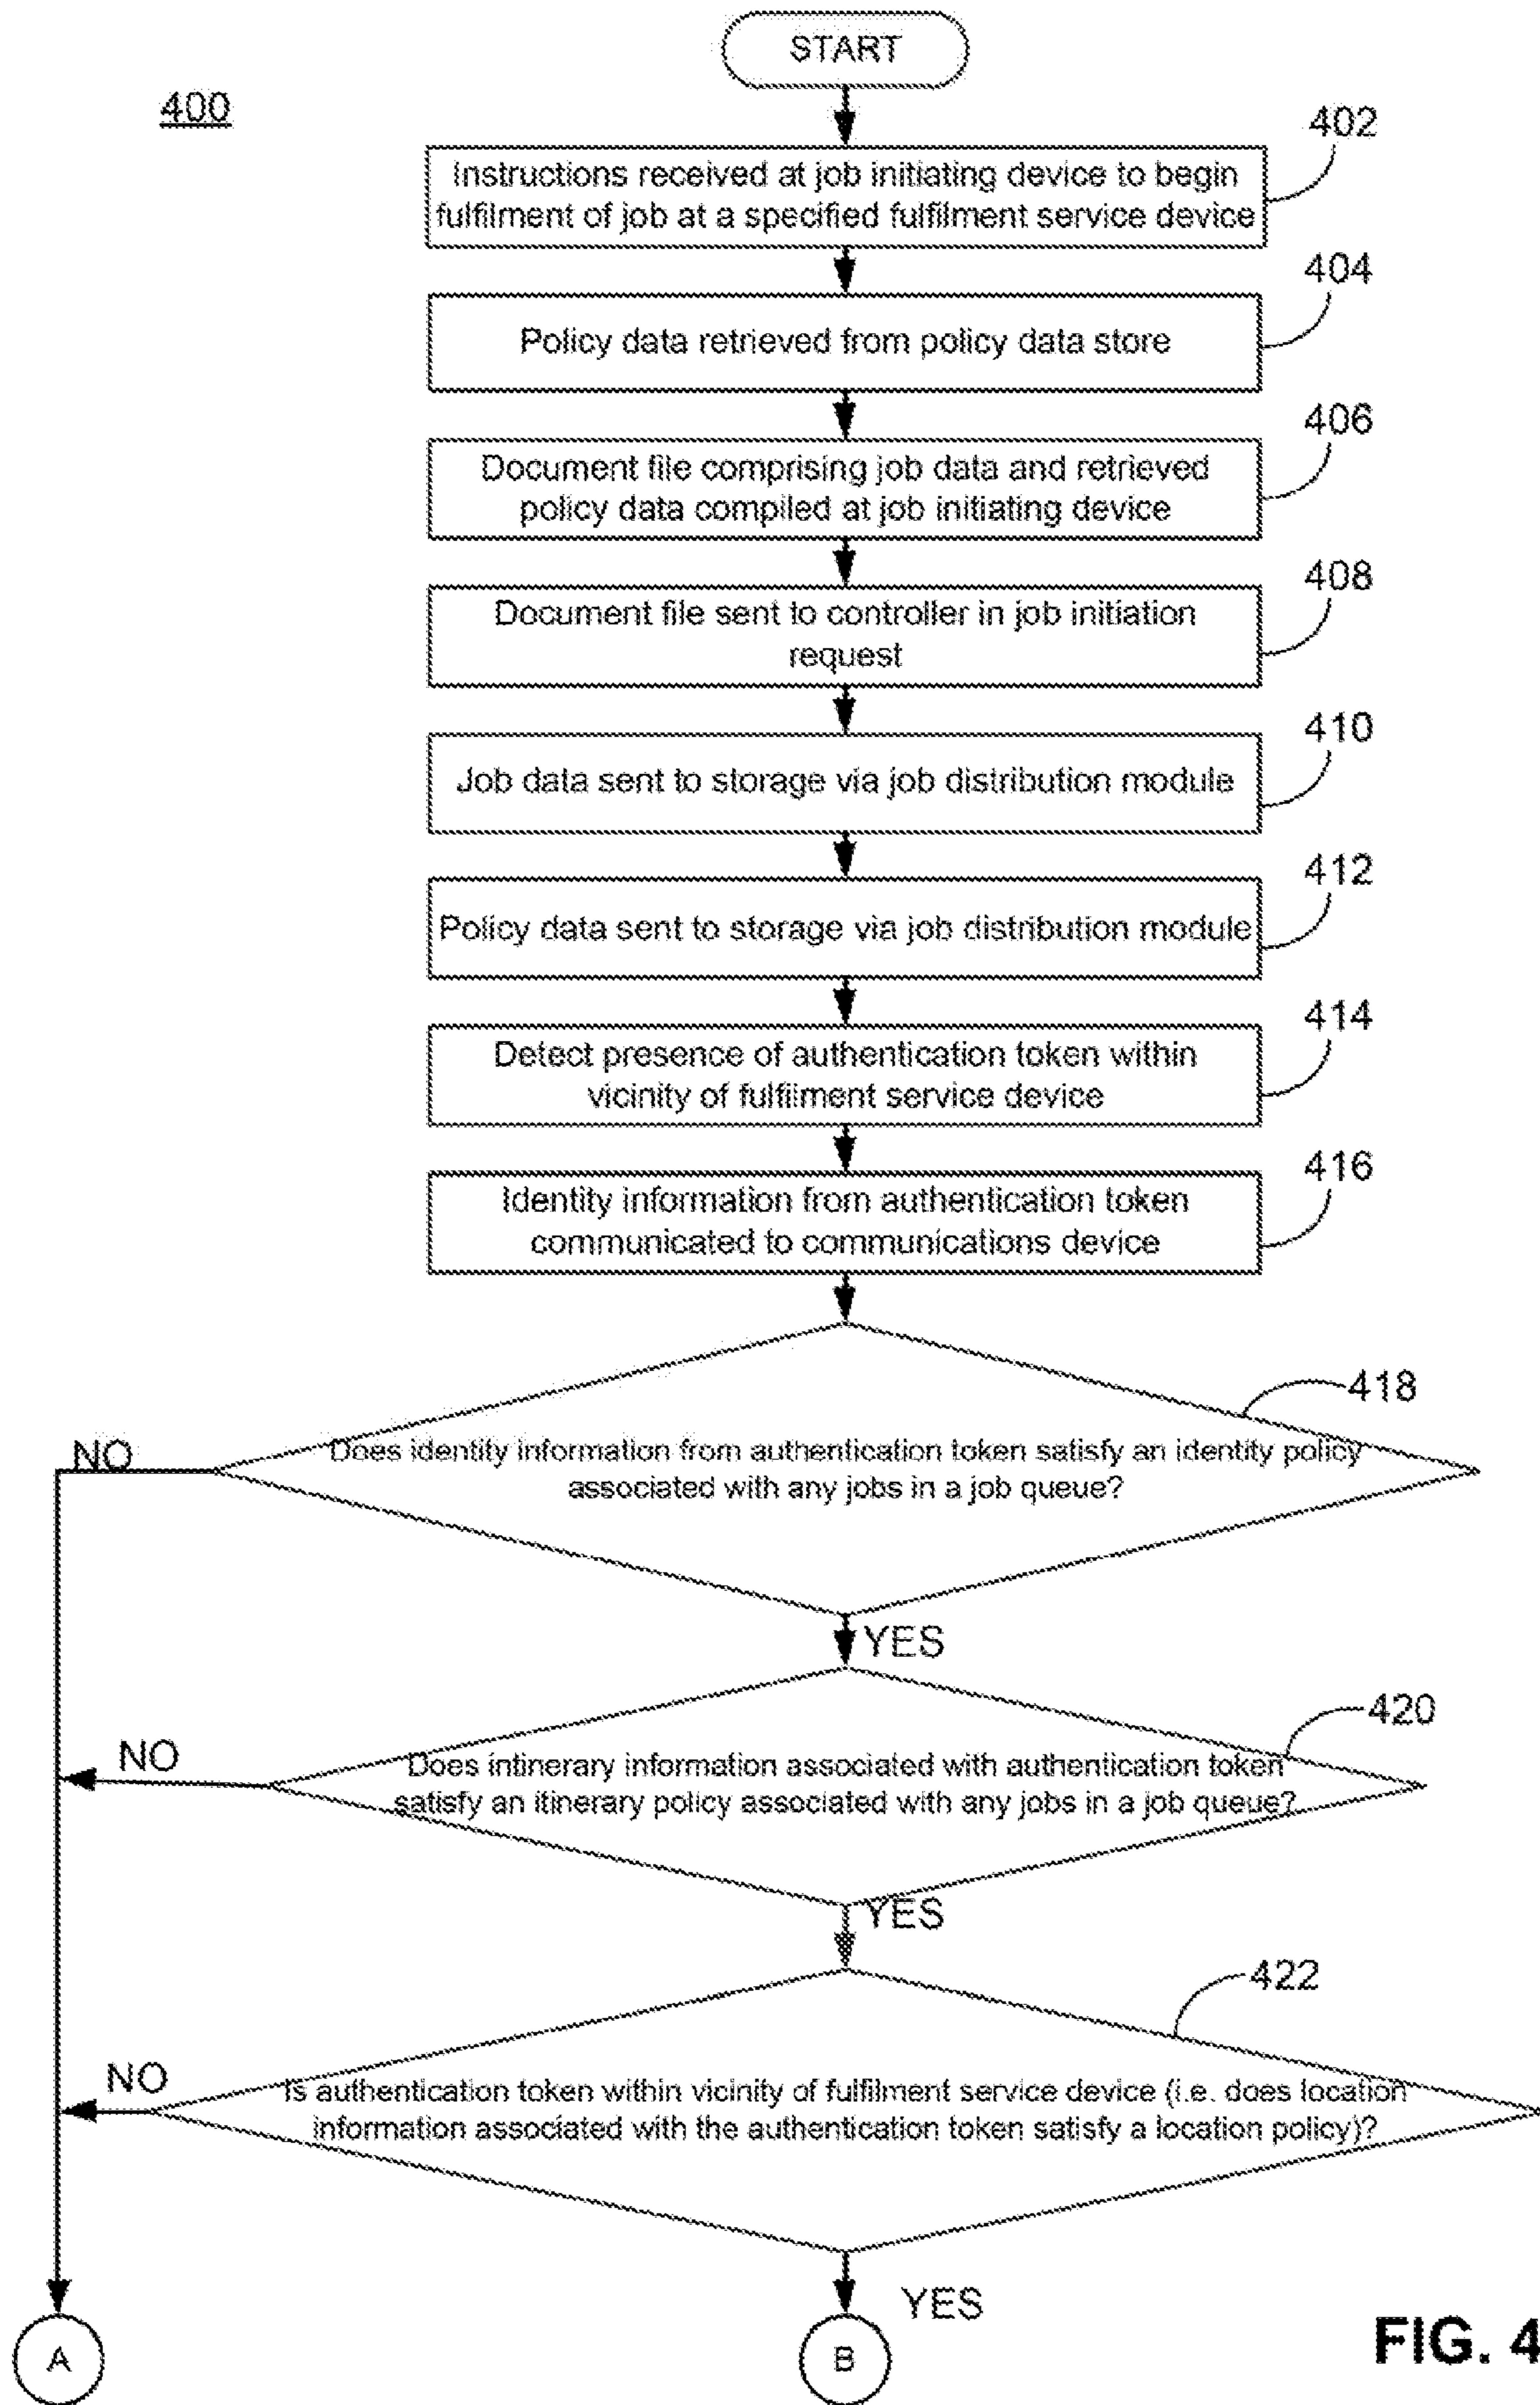 START
400
402
Instructions received at job initiating device to begin
fulfilment of job at a specified fulfilment service device
404
Policy data retrieved from policy data store
406
Document file comprising job data and retrieved
policy data compiled at job initiating device
408
Document file sent to controller in job initiation
request
410
Job data sent to storage via job distribution module
412
Policy data sent to storage via job distribution module
414
Detect presence of authentication token within
vicinity of fulfilment service device
416
Identity information from authentication token
communicated to communications device
418
NO
Does identity information from authentication token satisfy an identity policy
associated with any jobs in a job queue?
YES
420
NO
Does intinerary information associated with authentication token
satisfy an itinerary policy associated with any jobs in a job queue?
YES
422
NO
Is authentication token within vicinity of fulfilment service device (i.e. does location
information associated with the authentication token satisfy a location policy)?
YES
A
B
FIG. 4